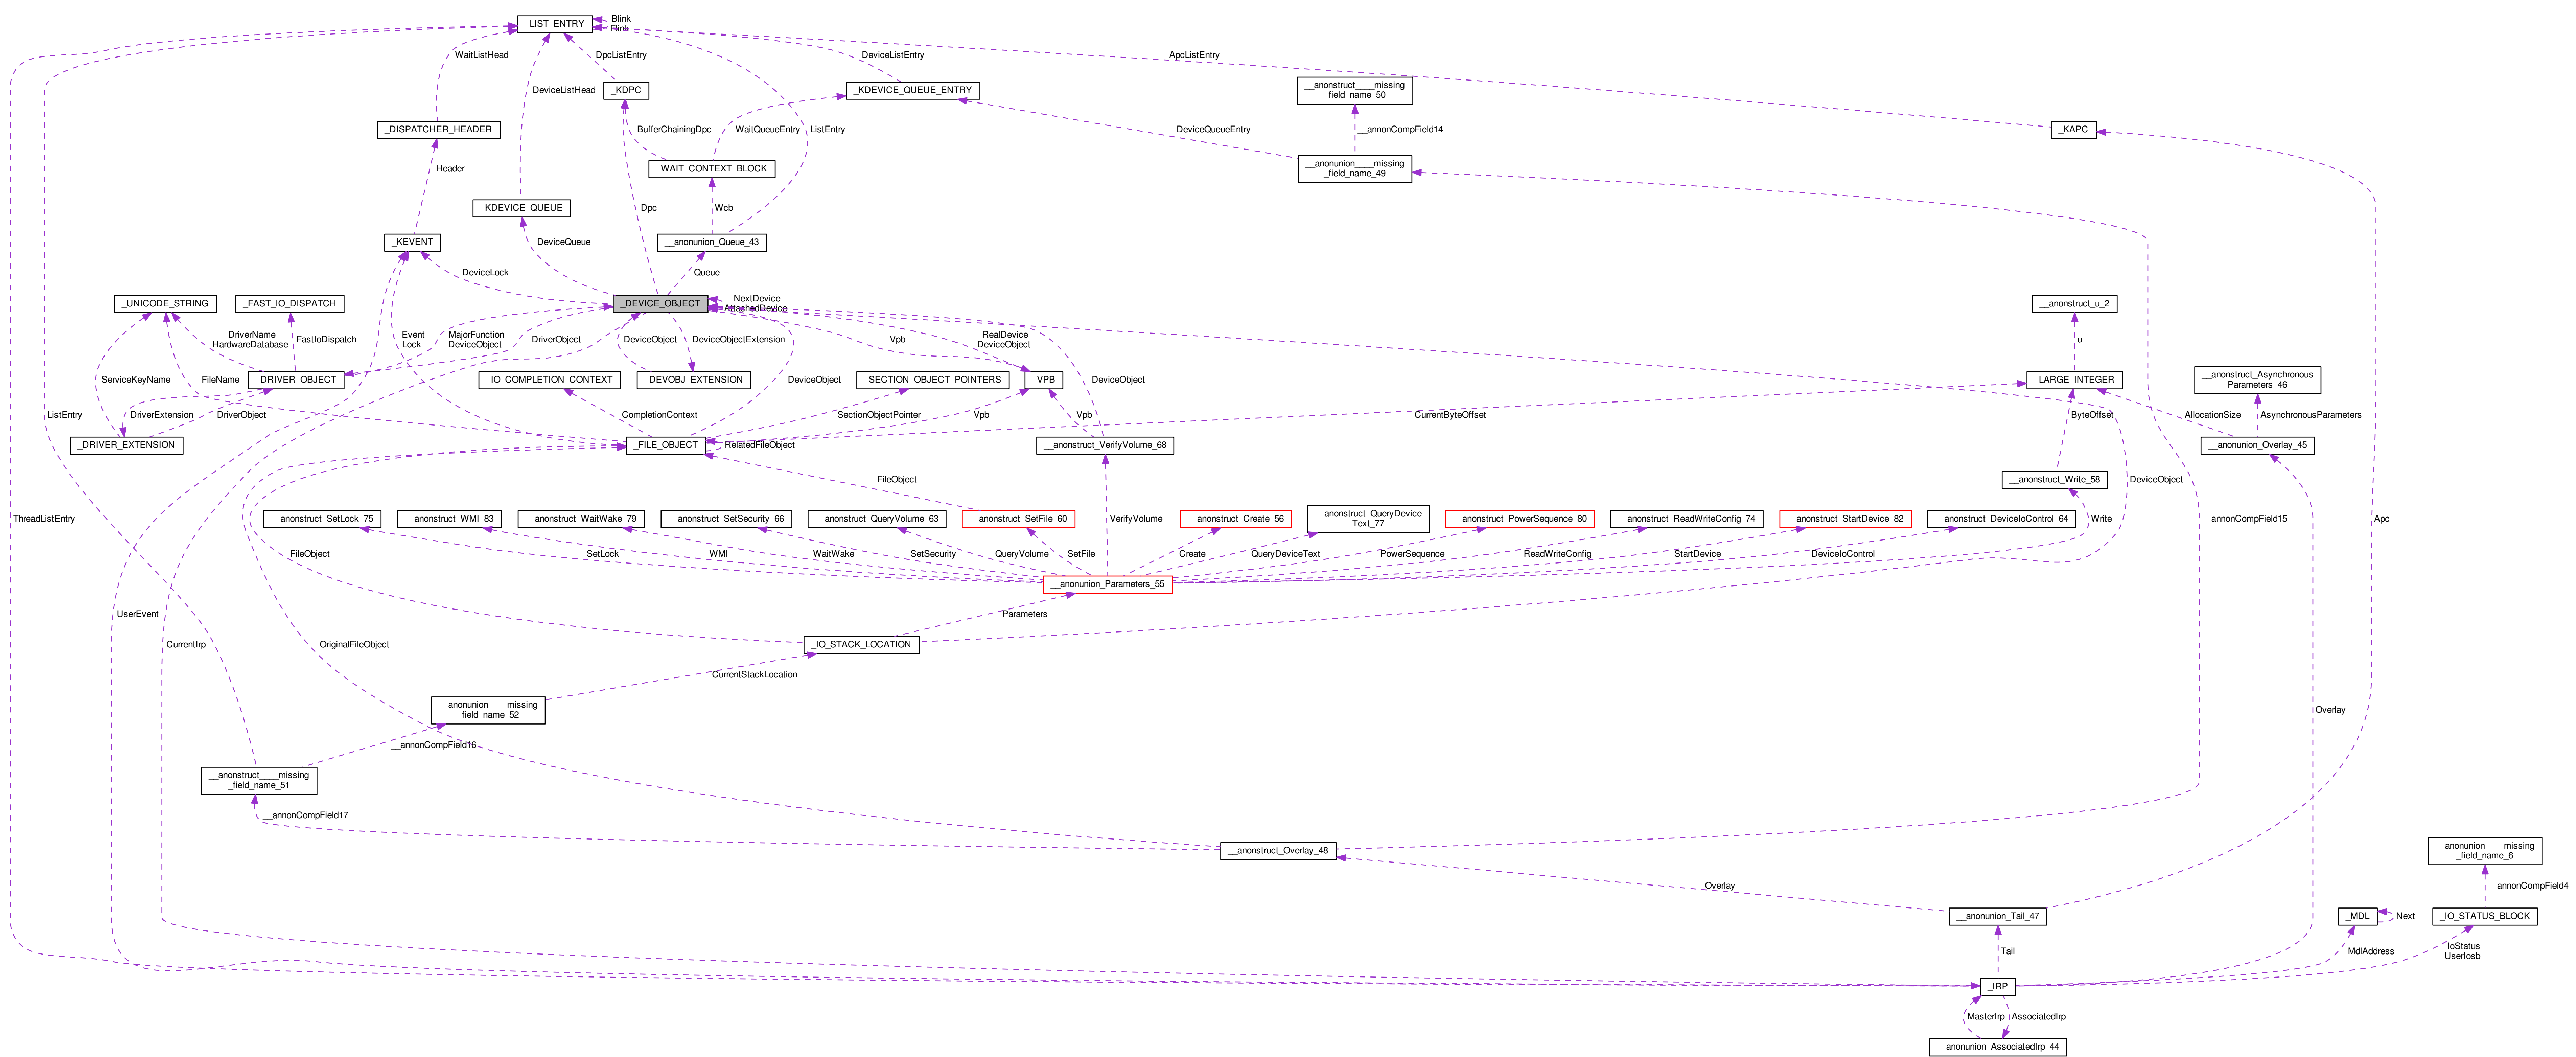 _LIST_ENTRY
Blink
Flink
WaitListHead
DpcListEntry
DeviceListEntry
ApcListEntry
DeviceListHead
_KDPC
_KDEVICE_QUEUE_ENTRY
__anonstruct____missing
_field_name_50
_DISPATCHER_HEADER
BufferChainingDpc
WaitQueueEntry
ListEntry
DeviceQueueEntry
__annonCompField14
_KAPC
Header
_WAIT_CONTEXT_BLOCK
__anonunion____missing
_field_name_49
_KDEVICE_QUEUE
Dpc
Wcb
_KEVENT
DeviceQueue
__anonunion_Queue_43
DeviceLock
Queue
_UNICODE_STRING
_FAST_IO_DISPATCH
_DEVICE_OBJECT
NextDevice
AttachedDevice
__anonstruct_u_2
DriverName
HardwareDatabase
FastIoDispatch
Event
Lock
MajorFunction
DeviceObject
DriverObject
DeviceObject
DeviceObjectExtension
Vpb
RealDevice
DeviceObject
u
ServiceKeyName
FileName
_DRIVER_OBJECT
_IO_COMPLETION_CONTEXT
_DEVOBJ_EXTENSION
DeviceObject
_SECTION_OBJECT_POINTERS
_VPB
DeviceObject
_LARGE_INTEGER
__anonstruct_Asynchronous
Parameters_46
ListEntry
DriverExtension
DriverObject
CompletionContext
SectionObjectPointer
Vpb
Vpb
CurrentByteOffset
ByteOffset
AllocationSize
AsynchronousParameters
_DRIVER_EXTENSION
_FILE_OBJECT
RelatedFileObject
__anonstruct_VerifyVolume_68
__anonunion_Overlay_45
FileObject
__anonstruct_Write_58
DeviceObject
ThreadListEntry
__anonstruct_SetLock_75
__anonstruct_WMI_83
__anonstruct_WaitWake_79
__anonstruct_SetSecurity_66
__anonstruct_QueryVolume_63
__anonstruct_SetFile_60
VerifyVolume
__anonstruct_Create_56
__anonstruct_QueryDevice
Text_77
__anonstruct_PowerSequence_80
__anonstruct_ReadWriteConfig_74
__anonstruct_StartDevice_82
__anonstruct_DeviceIoControl_64
Write
__annonCompField15
Apc
FileObject
SetLock
WMI
WaitWake
SetSecurity
QueryVolume
SetFile
Create
QueryDeviceText
PowerSequence
ReadWriteConfig
StartDevice
DeviceIoControl
__anonunion_Parameters_55
UserEvent
Parameters
CurrentIrp
OriginalFileObject
_IO_STACK_LOCATION
CurrentStackLocation
__anonunion____missing
_field_name_52
Overlay
__annonCompField16
__anonstruct____missing
_field_name_51
__annonCompField17
__anonstruct_Overlay_48
__anonunion____missing
_field_name_6
Overlay
__annonCompField4
__anonunion_Tail_47
_MDL
Next
_IO_STATUS_BLOCK
Tail
MdlAddress
IoStatus
UserIosb
_IRP
MasterIrp
AssociatedIrp
__anonunion_AssociatedIrp_44